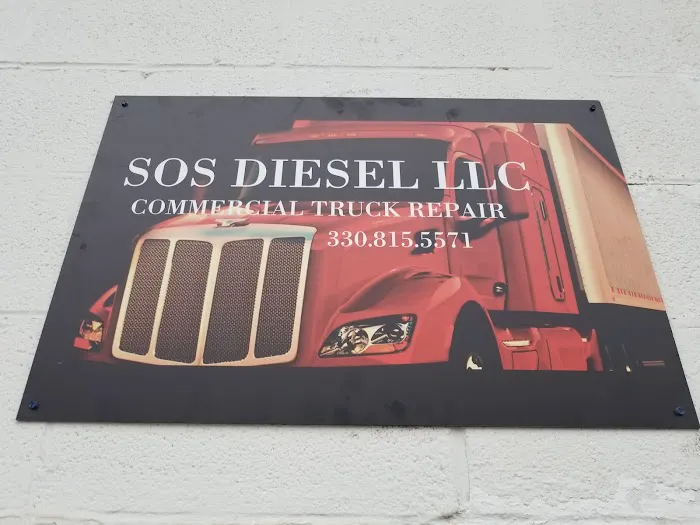 SOS DIESEL LLC
COMMERCIAL TRUCK REPAIR
330.815.5571